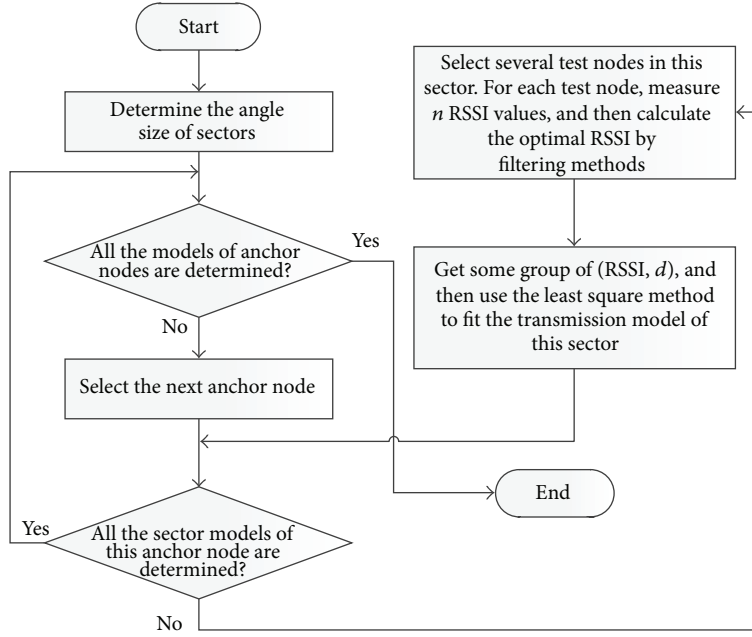 Start
Determine the angle
size of sectors
All the models of anchor
nodes are determined?
Yes
No
Select the next anchor node
All the sector models of
this anchor node are
determined?
Yes
No
Select several test nodes in this
sector. For each test node, measure
n RSSI values, and then calculate
the optimal RSSI by
filtering methods
Get some group of (RSSI, d), and
then use the least square method
to fit the transmission model of
this sector
End